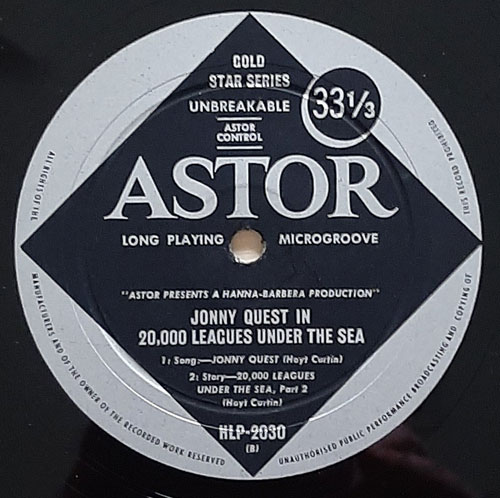 GOLD
STAR SERIES
UNBREAKABLE
33 1/3
ASTOR
CONTROL
ASTOR
LONG PLAYING MICROGROOVE
"ASTOR PRESENTS A HANNA-BARBERA PRODUCTION"
JONNY QUEST IN
20,000 LEAGUES UNDER THE SEA
1: Song:—JONNY QUEST (Hoyt Curtin)
2: Story—20,000 LEAGUES
UNDER THE SEA, Part 2
(Hoyt Curtin)
HLP-2030
(B)
ALL RIGHTS OF THE
MANUFACTURERS AND OF THE OWNER OF THE RECORDED WORK RESERVED
UNAUTHORISED PUBLIC PERFORMANCE BROADCASTING AND COPYING OF
THIS RECORD PROHIBITED